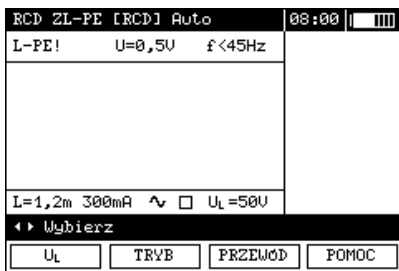 RCD ZL-PE [RCD] Auto 08:00
L-PE! U=0,5V f<45Hz
L=1,2m 300mA ∿ □ UL=50V
◂ ▸ Wybierz
UL TRYB PRZEWÓD POMOC